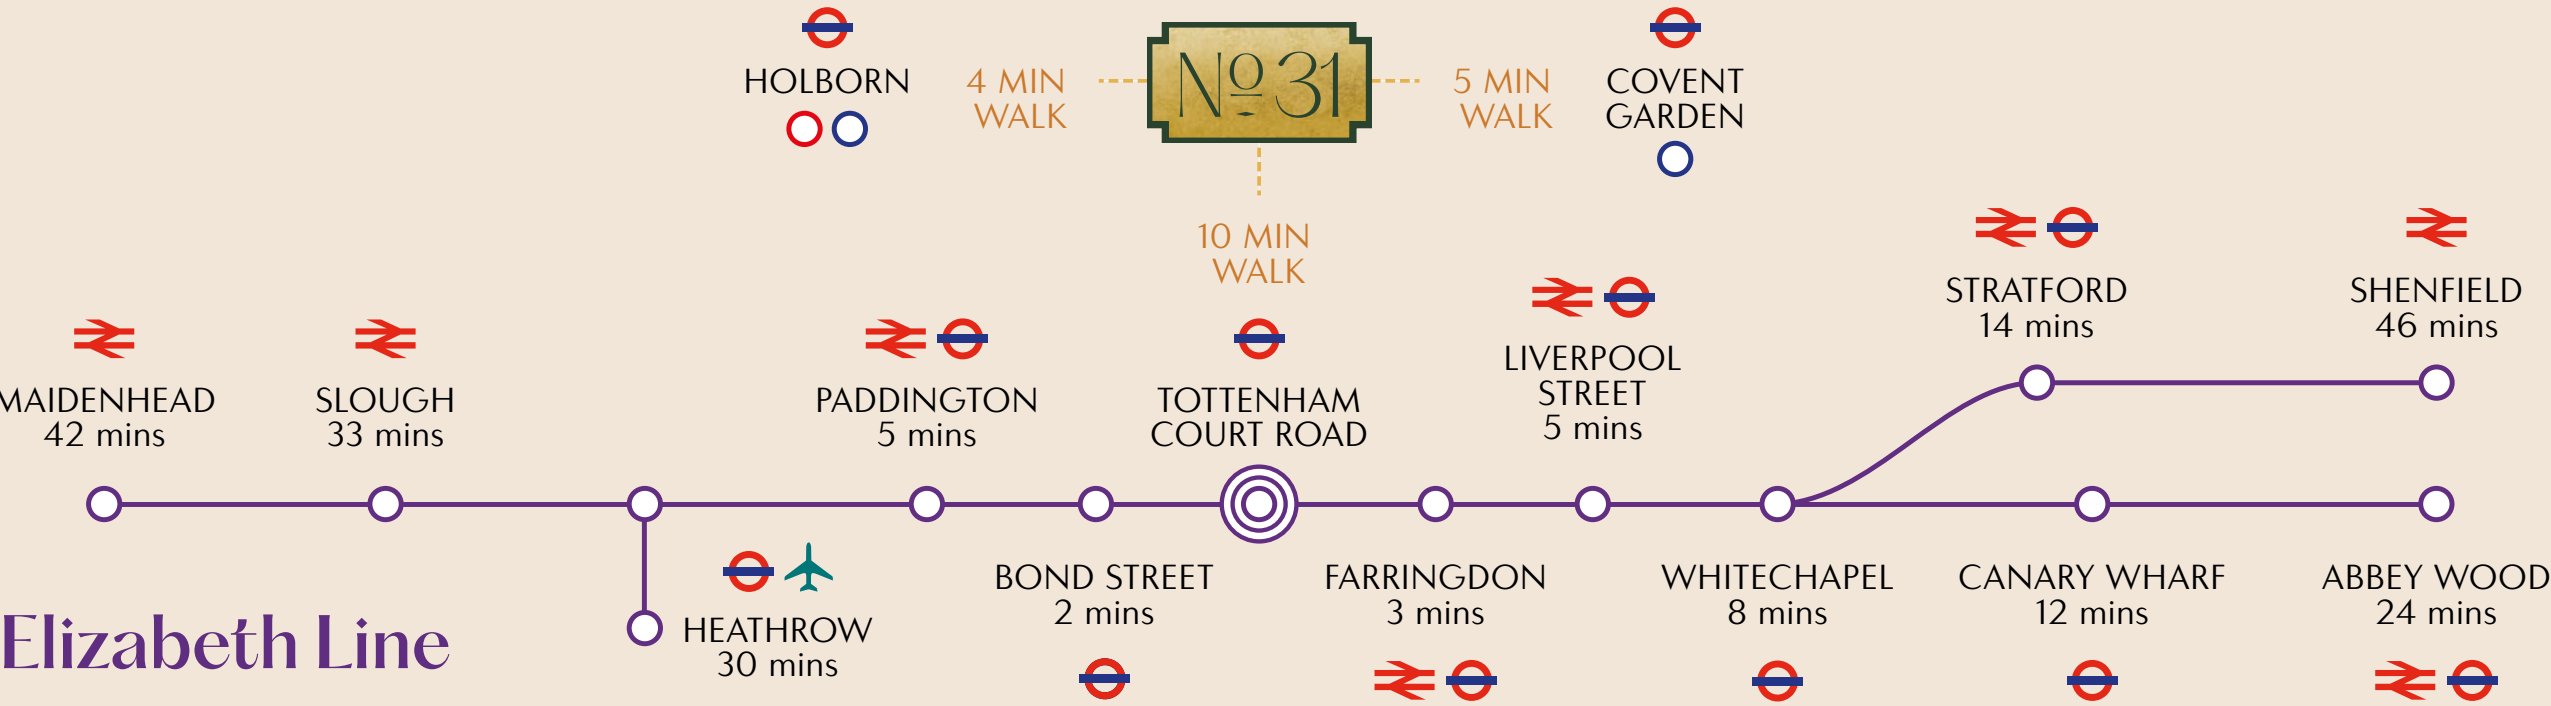 HOLBORN
4 MIN
WALK
Nº 31
5 MIN
WALK
COVENT
GARDEN
10 MIN
WALK
MAIDENHEAD
42 mins
SLOUGH
33 mins
PADDINGTON
5 mins
TOTTENHAM
COURT ROAD
LIVERPOOL
STREET
5 mins
STRATFORD
14 mins
SHENFIELD
46 mins
HEATHROW
30 mins
BOND STREET
2 mins
FARRINGDON
3 mins
WHITECHAPEL
8 mins
CANARY WHARF
12 mins
ABBEY WOOD
24 mins
Elizabeth Line